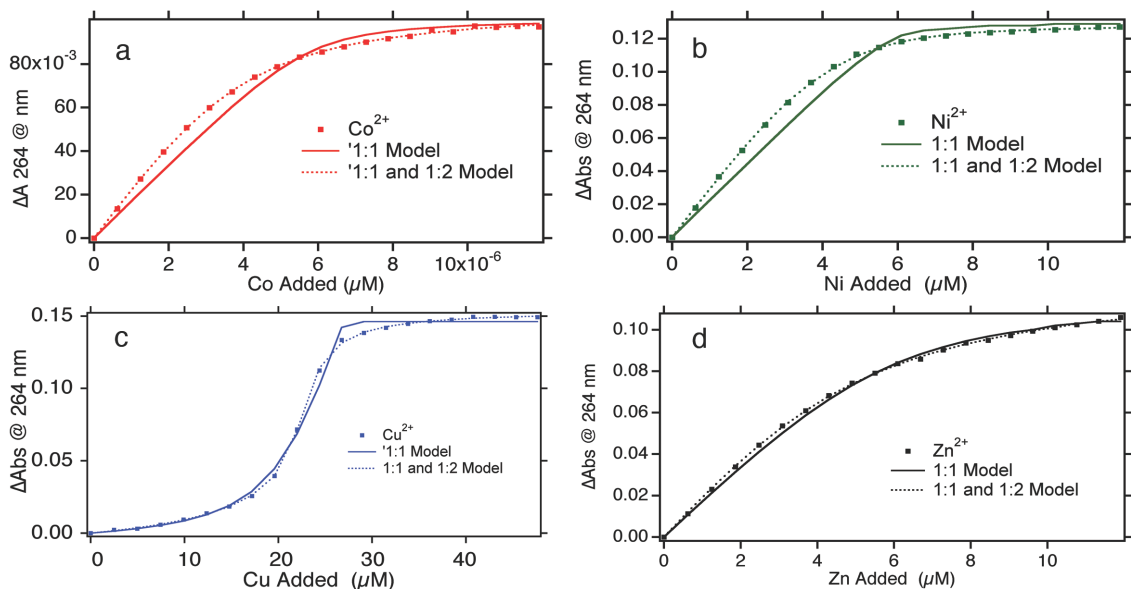 a
80x10-3
60
40
20
0
ΔA 264 @ nm
Co2+
'1:1 Model
'1:1 and 1:2 Model
0
2
4
6
8
10x10-6
Co Added (µM)
b
0.12
0.10
0.08
0.06
0.04
0.02
0.00
ΔAbs @ 264 nm
Ni2+
1:1 Model
1:1 and 1:2 Model
0
2
4
6
8
10
Ni Added (µM)
c
0.15
0.10
0.05
0.00
ΔAbs @ 264 nm
Cu2+
'1:1 Model
1:1 and 1:2 Model
0
10
20
30
40
Cu Added (µM)
d
0.10
0.08
0.06
0.04
0.02
0.00
ΔAbs @ 264 nm
Zn2+
1:1 Model
1:1 and 1:2 Model
0
2
4
6
8
10
Zn Added (µM)